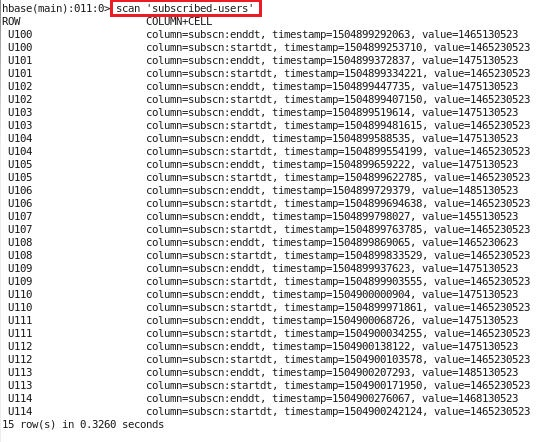 hbase(main):011:0> scan 'subscribed-users'
ROW COLUMN+CELL
U100 column=subscn:enddt, timestamp=1504899292063, value=1465130523
U100 column=subscn:startdt, timestamp=1504899253710, value=1465230523
U101 column=subscn:enddt, timestamp=1504899372837, value=1475130523
U101 column=subscn:startdt, timestamp=1504899334221, value=1465230523
U102 column=subscn:enddt, timestamp=1504899447735, value=1475130523
U102 column=subscn:startdt, timestamp=1504899407150, value=1465230523
U103 column=subscn:enddt, timestamp=1504899519614, value=1475130523
U103 column=subscn:startdt, timestamp=1504899481615, value=1465230523
U104 column=subscn:enddt, timestamp=1504899588535, value=1475130523
U104 column=subscn:startdt, timestamp=1504899554199, value=1465230523
U105 column=subscn:enddt, timestamp=1504899659222, value=1475130523
U105 column=subscn:startdt, timestamp=1504899622785, value=1465230523
U106 column=subscn:enddt, timestamp=1504899729379, value=1485130523
U106 column=subscn:startdt, timestamp=1504899694638, value=1465230523
U107 column=subscn:enddt, timestamp=1504899798027, value=1455130523
U107 column=subscn:startdt, timestamp=1504899763785, value=1465230523
U108 column=subscn:enddt, timestamp=1504899869065, value=1465230623
U108 column=subscn:startdt, timestamp=1504899833529, value=1465230523
U109 column=subscn:enddt, timestamp=1504899937623, value=1475130523
U109 column=subscn:startdt, timestamp=1504899903555, value=1465230523
U110 column=subscn:enddt, timestamp=1504900000904, value=1475130523
U110 column=subscn:startdt, timestamp=1504899971861, value=1465230523
U111 column=subscn:enddt, timestamp=1504900068726, value=1475130523
U111 column=subscn:startdt, timestamp=1504900034255, value=1465230523
U112 column=subscn:enddt, timestamp=1504900138122, value=1475130523
U112 column=subscn:startdt, timestamp=1504900103578, value=1465230523
U113 column=subscn:enddt, timestamp=1504900207293, value=1485130523
U113 column=subscn:startdt, timestamp=1504900171950, value=1465230523
U114 column=subscn:enddt, timestamp=1504900276067, value=1468130523
U114 column=subscn:startdt, timestamp=1504900242124, value=1465230523
15 row(s) in 0.3260 seconds